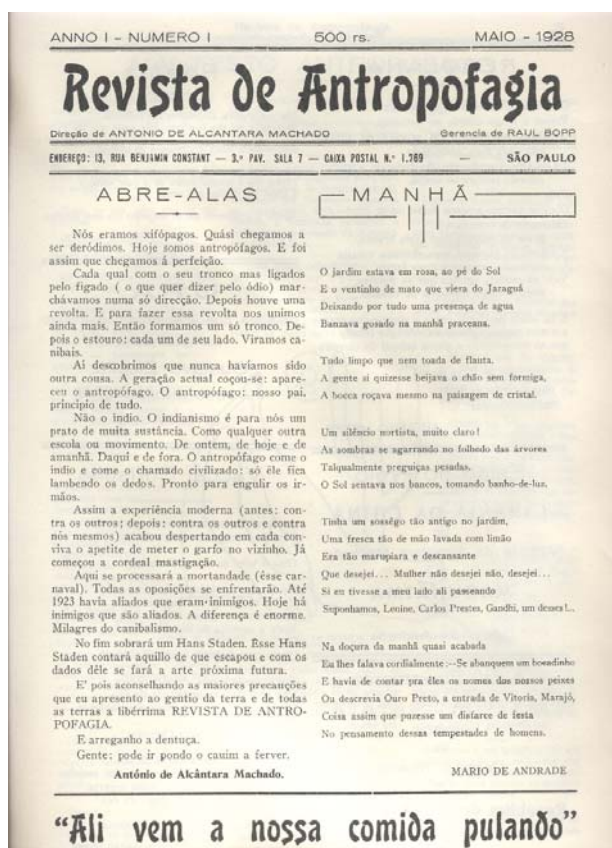 ANNO I - NUMERO I 500 rs. MAIO - 1928
Revista de Antropofagia
Direção de ANTONIO DE ALCANTARA MACHADO Gerencia de RAUL BOPP
ENDEREÇO: 13, RUA BENJAMIN CONSTANT — 3.º PAV. SALA 7 — CAIXA POSTAL N.º 1.269 — SÃO PAULO
ABRE-ALAS
Nós eramos xifópagos. Quási chegamos a
ser deródimos. Hoje somos antropófagos. E foi
assim que chegamos á perfeição.
Cada qual com o seu tronco mas ligados
pelo figado ( o que quer dizer pelo ódio) mar-
chávamos numa só direcção. Depois houve uma
revolta. E para fazer essa revolta nos unimos
ainda mais. Então formamos um só tronco. De-
pois o estouro: cada um de seu lado. Viramos ca-
nibais.
Aí descobrimos que nunca haviamos sido
outra cousa. A geração actual coçou-se: apare-
ceu o antropófago. O antropófago: nosso pai,
principio de tudo.
Não o indio. O indianismo é para nós um
prato de muita sustância. Como qualquer outra
escola ou movimento. De ontem, de hoje e de
amanhã. Daqui e de fora. O antropófago come o
indio e come o chamado civilizado: só êle fica
lambendo os dedos. Pronto para engulir os ir-
mãos.
Assim a experiência moderna (antes: con-
tra os outros; depois: contra os outros e contra
nós mesmos) acabou despertando em cada con-
viva o apetite de meter o garfo no vizinho. Já
começou a cordeal mastigação.
Aqui se processará a mortandade (êsse car-
naval). Todas as oposições se enfrentarão. Até
1923 havia aliados que eram inimigos. Hoje há
inimigos que são aliados. A diferença é enorme.
Milagres do canibalismo.
No fim sobrará um Hans Staden. Êsse Hans
Staden contará aquillo de que escapou e com os
dados dêle se fará a arte próxima futura.
E' pois aconselhando as maiores precauções
que eu apresento ao gentio da terra e de todas
as terras a libérrima REVISTA DE ANTRO-
POFAGIA.
E arreganho a dentuça.
Gente: pode ir pondo o cauim a ferver.
António de Alcântara Machado.
MANHÃ
O jardim estava em rosa, ao pé do Sol
E o ventinho de mato que viera do Jaraguá
Deixando por tudo uma presença de agua
Banzava gosado na manhã praceana.
Tudo limpo que nem toada de flauta.
A gente si quizesse beijava o chão sem formiga,
A bocca roçava mesmo na paisagem de cristal.
Um silêncio nortista, muito claro!
As sombras se agarrando no folhedo das árvores
Talqualmente preguiças pesadas.
O Sol sentava nos bancos, tomando banho-de-luz.
Tinha um sossêgo tão antigo no jardim,
Uma fresca tão de mão lavada com limão
Era tão marupiara e descansante
Que desejei... Mulher não desejei não, desejei...
Si eu tivesse a meu lado ali passeando
Suponhamos, Lenine, Carlos Prestes, Gandhi, um desses!...
Na doçura da manhã quasi acabada
Eu lhes falava cordialmente:--Se abanquem um bocadinho
E havia de contar pra êles os nomes dos nossos peixes
Ou descrevia Ouro Preto, a entrada de Vitoria, Marajó,
Coisa assim que puzesse um disfarce de festa
No pensamento dessas tempestades de homens.
MARIO DE ANDRADE
“Ali vem a nossa comida pulando”